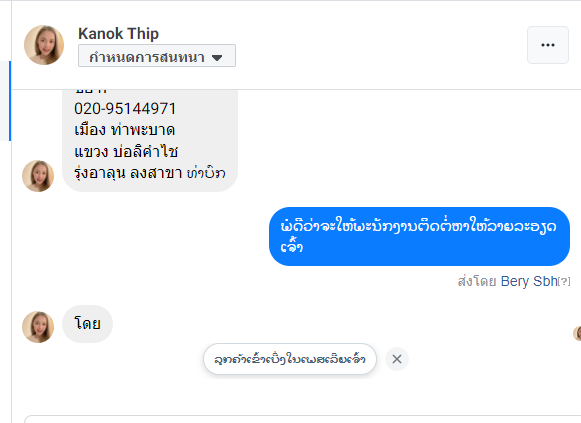 Kanok Thip
กำหนดการสนทนา
020-95144971
เมือง ท่าพะบาด
แขวง บ่อลิคำไช
รุ่งอาลุน ลงสาขา ທ່າບົກ
ພໍດີວ່າຈະໃຫ້ພະນັກງານຕິດຕໍ່ຫາໃຫ້ລາຍລະອຽດ
ເຈົ້າ
ส่งโดย Bery Sbh[?]
โดย
ລູກຄ້າເຂົ້າເບິ່ງໃນເພສເລີຍເຈົ້າ